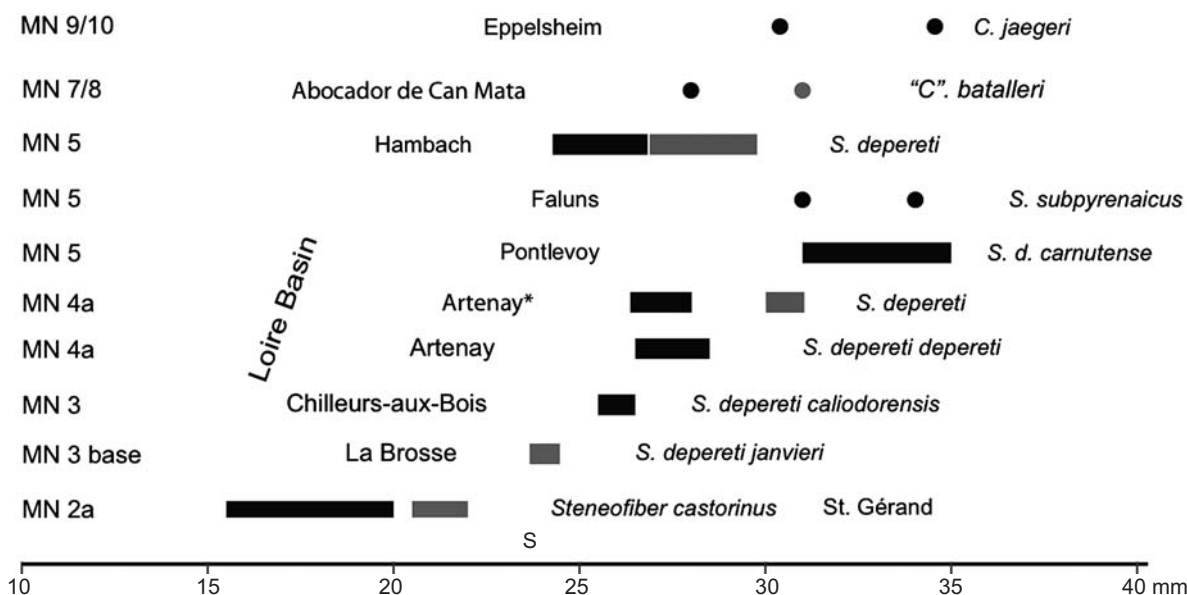 MN 9/10 Eppelsheim C. jaegeri
MN 7/8 Abocador de Can Mata “C”. batalleri
MN 5 Hambach S. depereti
MN 5 Faluns S. subpyrenaicus
MN 5 Pontlevoy S. d. carnutense
MN 4a Artenay* S. depereti
MN 4a Artenay S. depereti depereti
MN 3 Chilleurs-aux-Bois S. depereti caliodorensis
MN 3 base La Brosse S. depereti janvieri
MN 2a Steneofiber castorinus St. Gérand
Loire Basin
S
10 15 20 25 30 35 40 mm